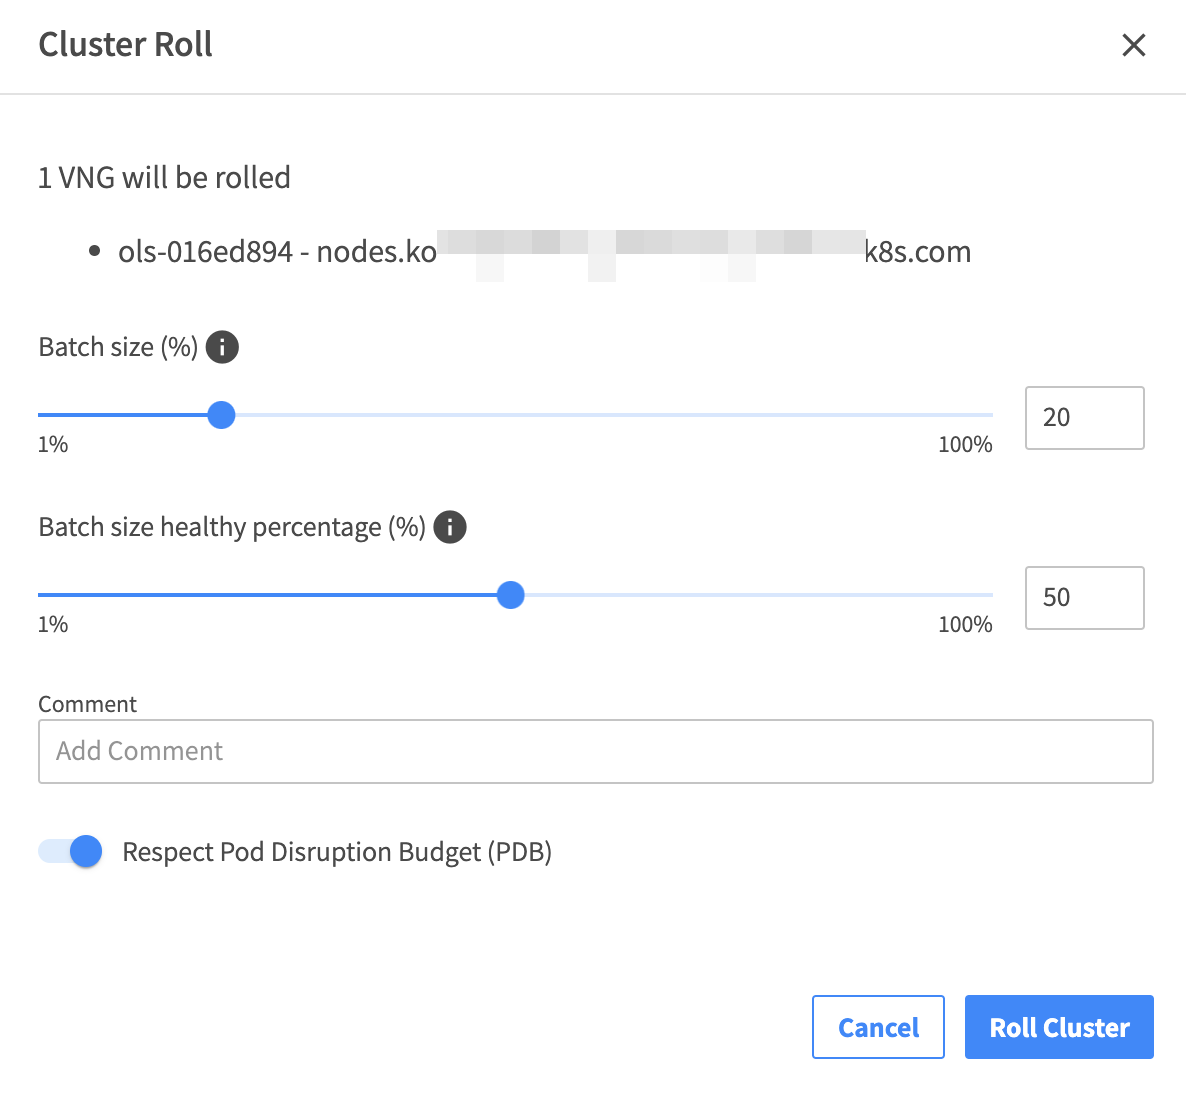 Cluster Roll
1 VNG will be rolled
• ols-016ed894 - nodes.ko k8s.com
Batch size (%)
20
1% 100%
Batch size healthy percentage (%)
50
1% 100%
Comment
Add Comment
Respect Pod Disruption Budget (PDB)
Cancel Roll Cluster